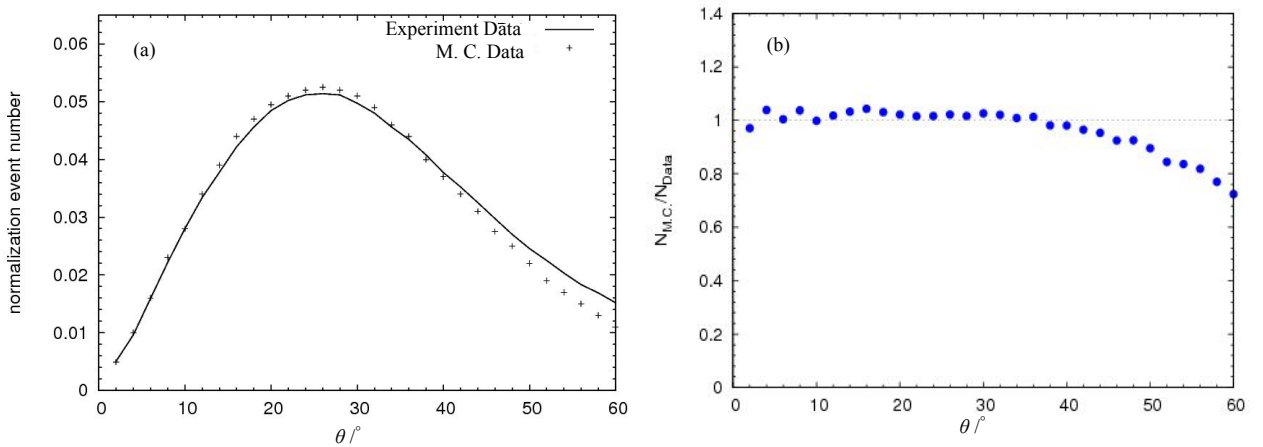 (a)
Experiment Data
M. C. Data
0.06
0.05
0.04
0.03
0.02
0.01
0
normalization event number
0 10 20 30 40 50 60
θ /°
(b)
1.4
1.2
1
0.8
0.6
0.4
0.2
0
N_M.C./N_Data
0 10 20 30 40 50 60
θ /°